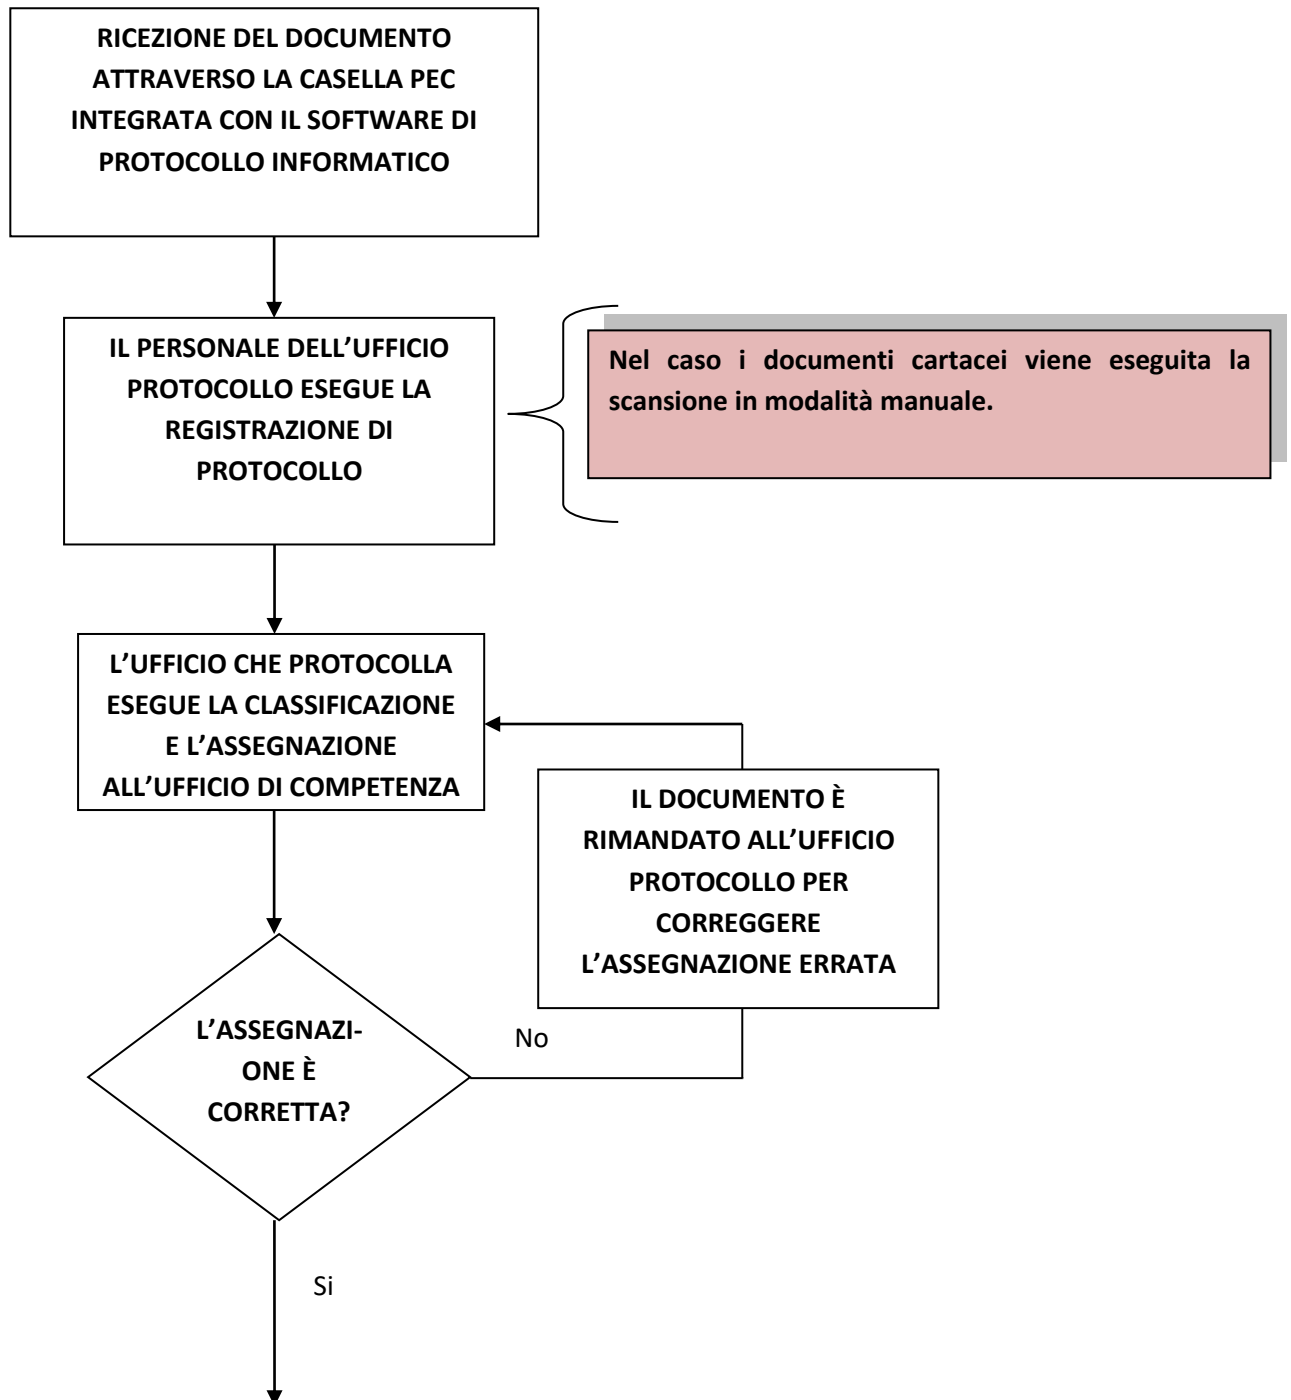 RICEZIONE DEL DOCUMENTO
ATTRAVERSO LA CASELLA PEC
INTEGRATA CON IL SOFTWARE DI
PROTOCOLLO INFORMATICO
IL PERSONALE DELL’UFFICIO
PROTOCOLLO ESEGUE LA
REGISTRAZIONE DI
PROTOCOLLO
Nel caso i documenti cartacei viene eseguita la
scansione in modalità manuale.
L’UFFICIO CHE PROTOCOLLA
ESEGUE LA CLASSIFICAZIONE
E L’ASSEGNAZIONE
ALL’UFFICIO DI COMPETENZA
IL DOCUMENTO È
RIMANDATO ALL’UFFICIO
PROTOCOLLO PER
CORREGGERE
L’ASSEGNAZIONE ERRATA
L’ASSEGNAZI-
ONE È
CORRETTA?
No
Si